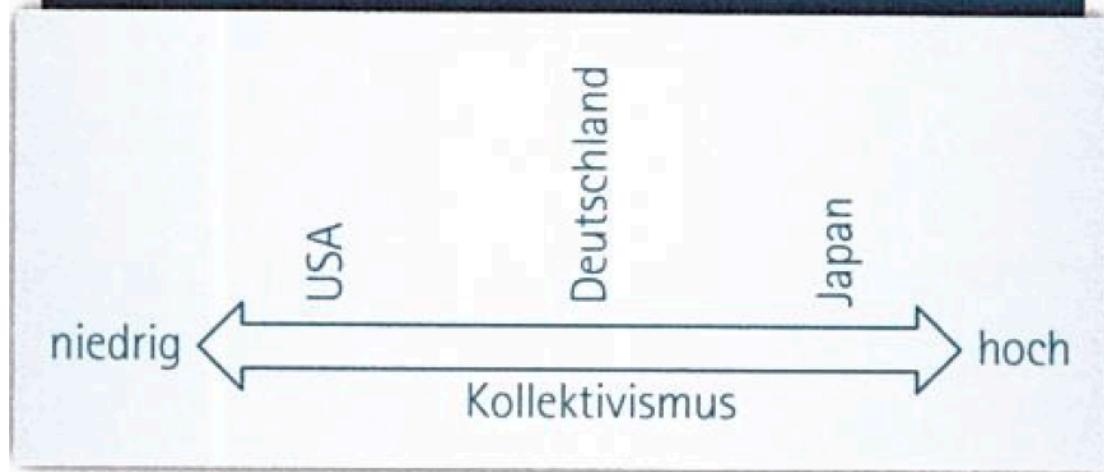 USA
Deutschland
Japan
niedrig
hoch
Kollektivismus